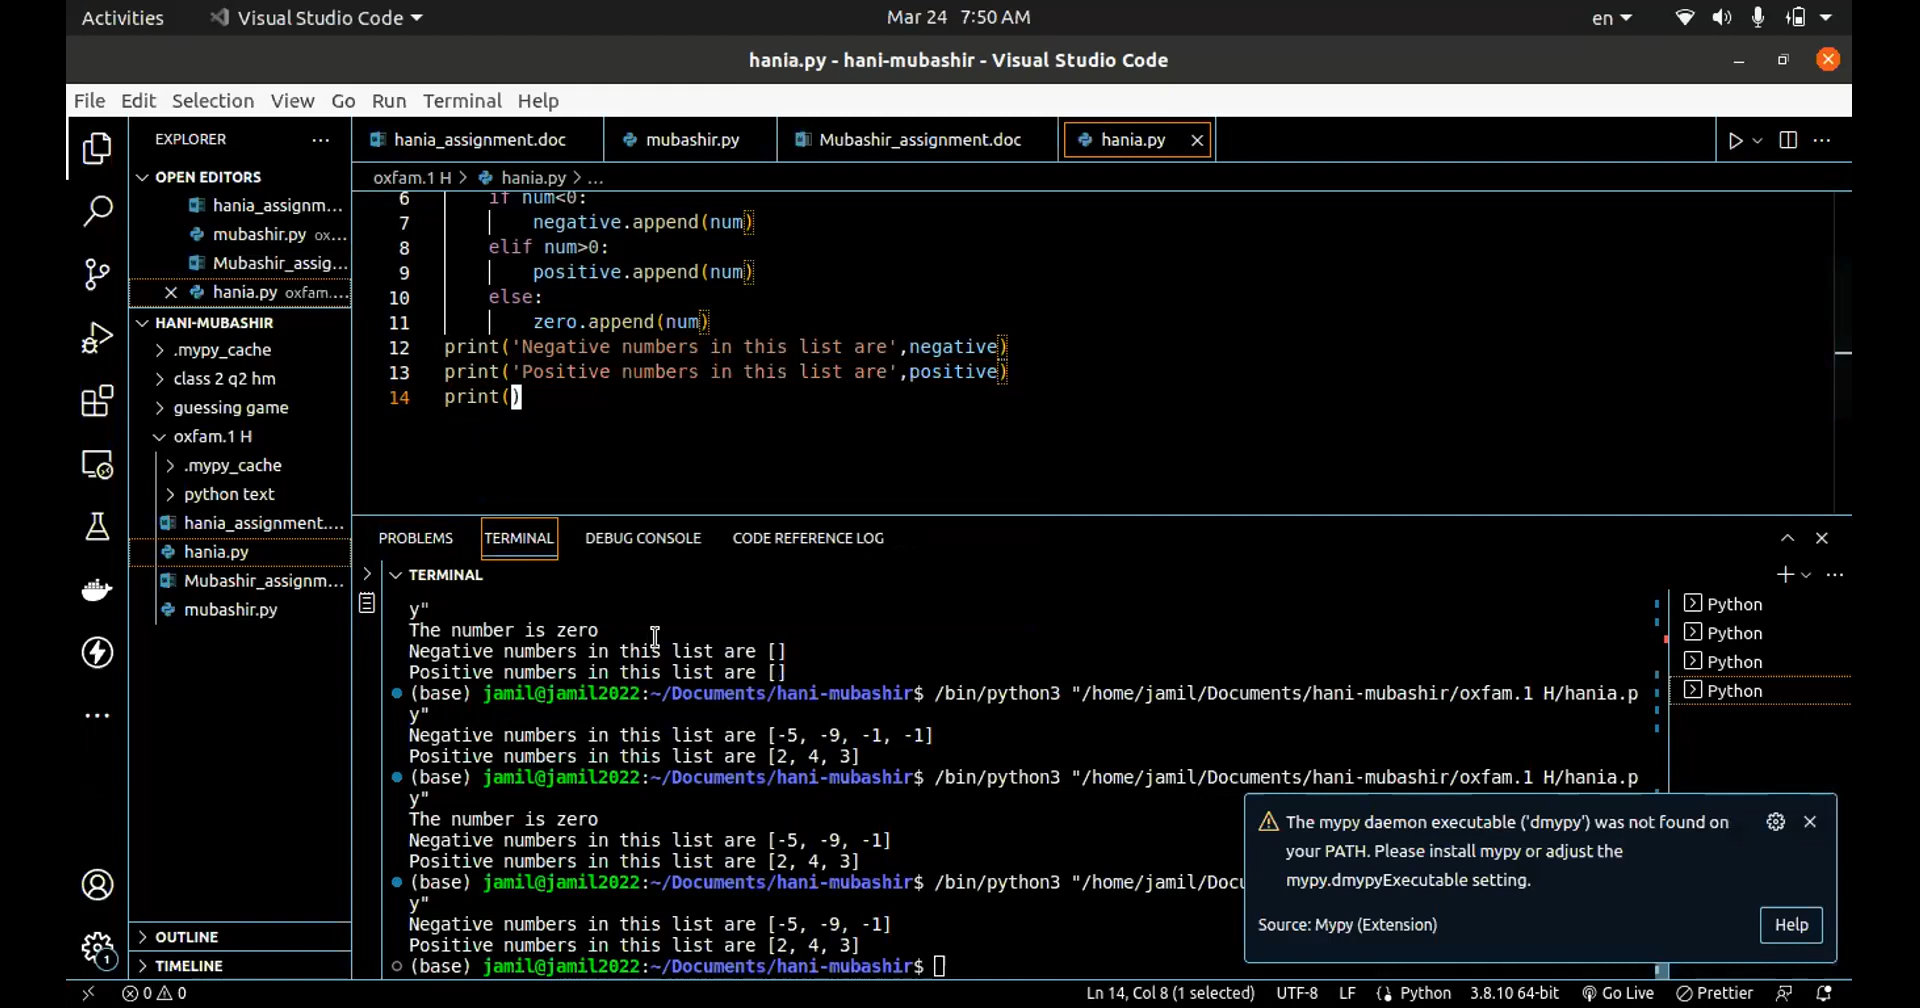 Activities
Visual Studio Code
Mar 24 7:50 AM
en
hania.py - hani-mubashir - Visual Studio Code
File Edit Selection View Go Run Terminal Help
EXPLORER
OPEN EDITORS
hania_assignm...
mubashir.py ox...
Mubashir_assig...
hania.py oxfam....
HANI-MUBASHIR
.mypy_cache
class 2 q2 hm
guessing game
oxfam.1 H
.mypy_cache
python text
hania_assignment....
hania.py
Mubashir_assignm...
mubashir.py
OUTLINE
TIMELINE
1
hania_assignment.doc
mubashir.py
Mubashir_assignment.doc
hania.py
oxfam.1 H > hania.py > ...
6 if num<0:
7 negative.append(num)
8 elif num>0:
9 positive.append(num)
10 else:
11 zero.append(num)
12 print('Negative numbers in this list are',negative)
13 print('Positive numbers in this list are',positive)
14 print()
PROBLEMS TERMINAL DEBUG CONSOLE CODE REFERENCE LOG
TERMINAL
y"
The number is zero
Negative numbers in this list are []
Positive numbers in this list are []
(base) jamil@jamil2022:~/Documents/hani-mubashir$ /bin/python3 "/home/jamil/Documents/hani-mubashir/oxfam.1 H/hania.p
y"
Negative numbers in this list are [-5, -9, -1, -1]
Positive numbers in this list are [2, 4, 3]
(base) jamil@jamil2022:~/Documents/hani-mubashir$ /bin/python3 "/home/jamil/Documents/hani-mubashir/oxfam.1 H/hania.p
y"
The number is zero
Negative numbers in this list are [-5, -9, -1]
Positive numbers in this list are [2, 4, 3]
(base) jamil@jamil2022:~/Documents/hani-mubashir$ /bin/python3 "/home/jamil/Docu
y"
Negative numbers in this list are [-5, -9, -1]
Positive numbers in this list are [2, 4, 3]
(base) jamil@jamil2022:~/Documents/hani-mubashir$
Python
Python
Python
Python
The mypy daemon executable ('dmypy') was not found on
your PATH. Please install mypy or adjust the
mypy.dmypyExecutable setting.
Source: Mypy (Extension)
Help
0 0
Ln 14, Col 8 (1 selected) UTF-8 LF Python 3.8.10 64-bit Go Live Prettier